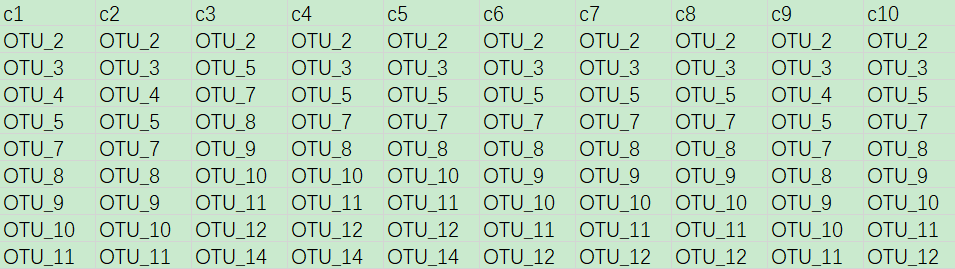 c1 c2 c3 c4 c5 c6 c7 c8 c9 c10
OTU_2 OTU_2 OTU_2 OTU_2 OTU_2 OTU_2 OTU_2 OTU_2 OTU_2 OTU_2
OTU_3 OTU_3 OTU_5 OTU_3 OTU_3 OTU_3 OTU_3 OTU_3 OTU_3 OTU_3
OTU_4 OTU_4 OTU_7 OTU_5 OTU_5 OTU_5 OTU_5 OTU_5 OTU_4 OTU_5
OTU_5 OTU_5 OTU_8 OTU_7 OTU_7 OTU_7 OTU_7 OTU_7 OTU_5 OTU_7
OTU_7 OTU_7 OTU_9 OTU_8 OTU_8 OTU_8 OTU_8 OTU_8 OTU_7 OTU_8
OTU_8 OTU_8 OTU_10 OTU_10 OTU_10 OTU_9 OTU_9 OTU_9 OTU_8 OTU_9
OTU_9 OTU_9 OTU_11 OTU_11 OTU_11 OTU_10 OTU_10 OTU_10 OTU_9 OTU_10
OTU_10 OTU_10 OTU_12 OTU_12 OTU_12 OTU_11 OTU_11 OTU_11 OTU_10 OTU_11
OTU_11 OTU_11 OTU_14 OTU_14 OTU_14 OTU_12 OTU_12 OTU_12 OTU_11 OTU_12